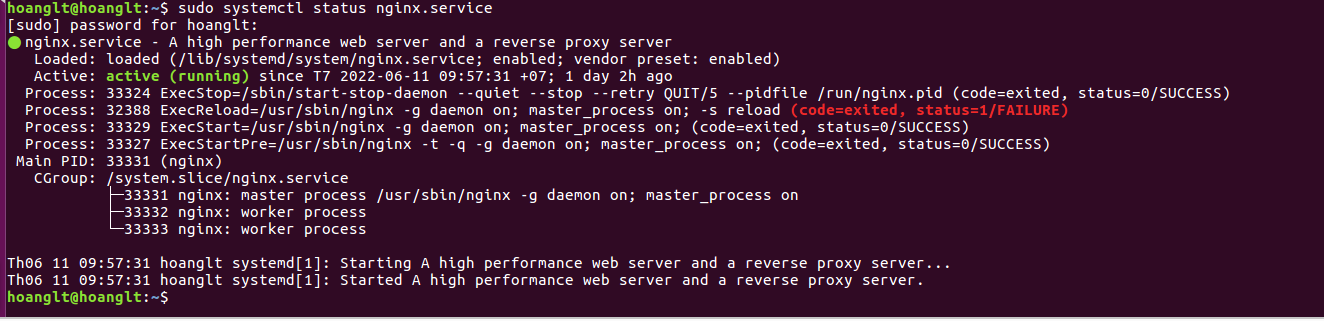 hoanglt@hoanglt:~$ sudo systemctl status nginx.service
[sudo] password for hoanglt:
● nginx.service - A high performance web server and a reverse proxy server
   Loaded: loaded (/lib/systemd/system/nginx.service; enabled; vendor preset: enabled)
   Active: active (running) since T7 2022-06-11 09:57:31 +07; 1 day 2h ago
  Process: 33324 ExecStop=/sbin/start-stop-daemon --quiet --stop --retry QUIT/5 --pidfile /run/nginx.pid (code=exited, status=0/SUCCESS)
  Process: 32388 ExecReload=/usr/sbin/nginx -g daemon on; master_process on; -s reload (code=exited, status=1/FAILURE)
  Process: 33329 ExecStart=/usr/sbin/nginx -g daemon on; master_process on; (code=exited, status=0/SUCCESS)
  Process: 33327 ExecStartPre=/usr/sbin/nginx -t -q -g daemon on; master_process on; (code=exited, status=0/SUCCESS)
 Main PID: 33331 (nginx)
   CGroup: /system.slice/nginx.service
           ├─33331 nginx: master process /usr/sbin/nginx -g daemon on; master_process on
           ├─33332 nginx: worker process
           └─33333 nginx: worker process
Th06 11 09:57:31 hoanglt systemd[1]: Starting A high performance web server and a reverse proxy server...
Th06 11 09:57:31 hoanglt systemd[1]: Started A high performance web server and a reverse proxy server.
hoanglt@hoanglt:~$